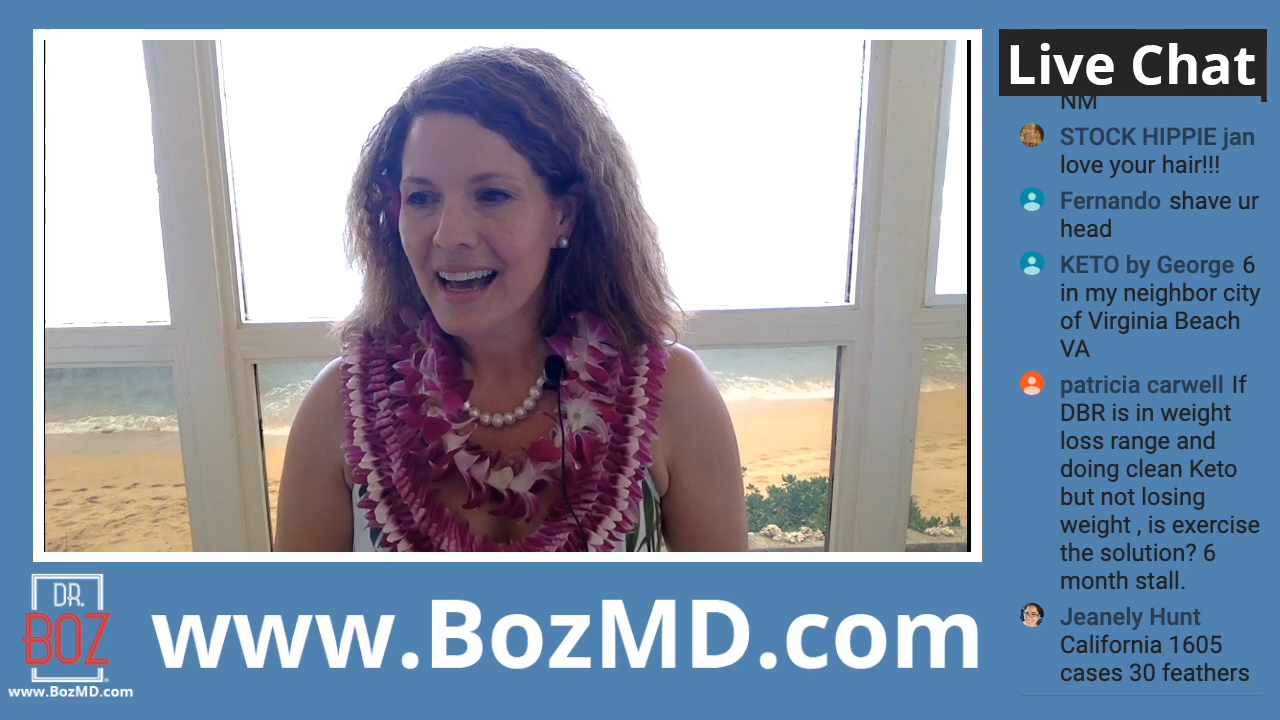 Live Chat
NM
STOCK HIPPIE jan
love your hair!!!
Fernando shave ur
head
KETO by George 6
in my neighbor city
of Virginia Beach
VA
patricia carwell If
DBR is in weight
loss range and
doing clean Keto
but not losing
weight , is exercise
the solution? 6
month stall.
Jeanely Hunt
California 1605
cases 30 feathers
DR.
BOZ
www.BozMD.com
www.BozMD.com